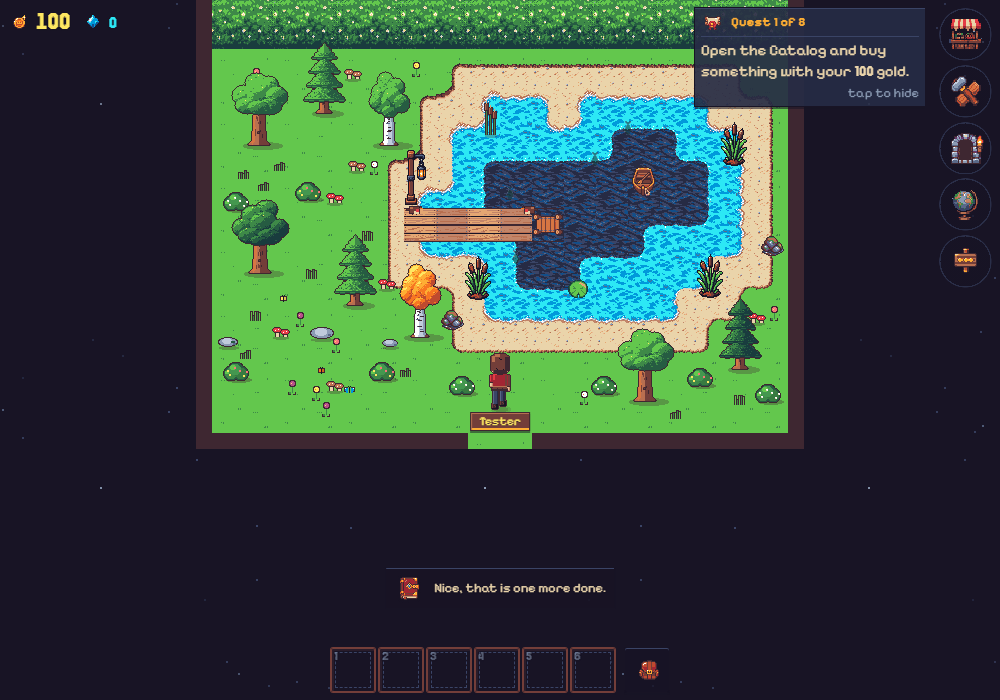 100
0
Quest 1 of 8
Open the Catalog and buy
something with your 100 gold.
tap to hide
Tester
Nice, that is one more done.
1 2 3 4 5 6